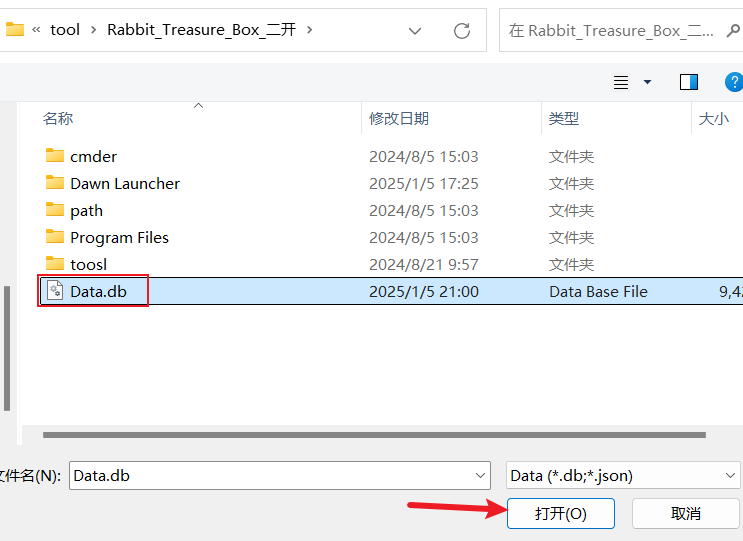 « tool > Rabbit_Treasure_Box_二开 >
在 Rabbit_Treasure_Box_二...
名称 修改日期 类型 大小
cmder 2024/8/5 15:03 文件夹
Dawn Launcher 2025/1/5 17:25 文件夹
path 2024/8/5 15:03 文件夹
Program Files 2024/8/5 15:03 文件夹
toosl 2024/8/21 9:57 文件夹
Data.db 2025/1/5 21:00 Data Base File 9,42
文件名(N): Data.db Data (*.db;*.json)
打开(O) 取消